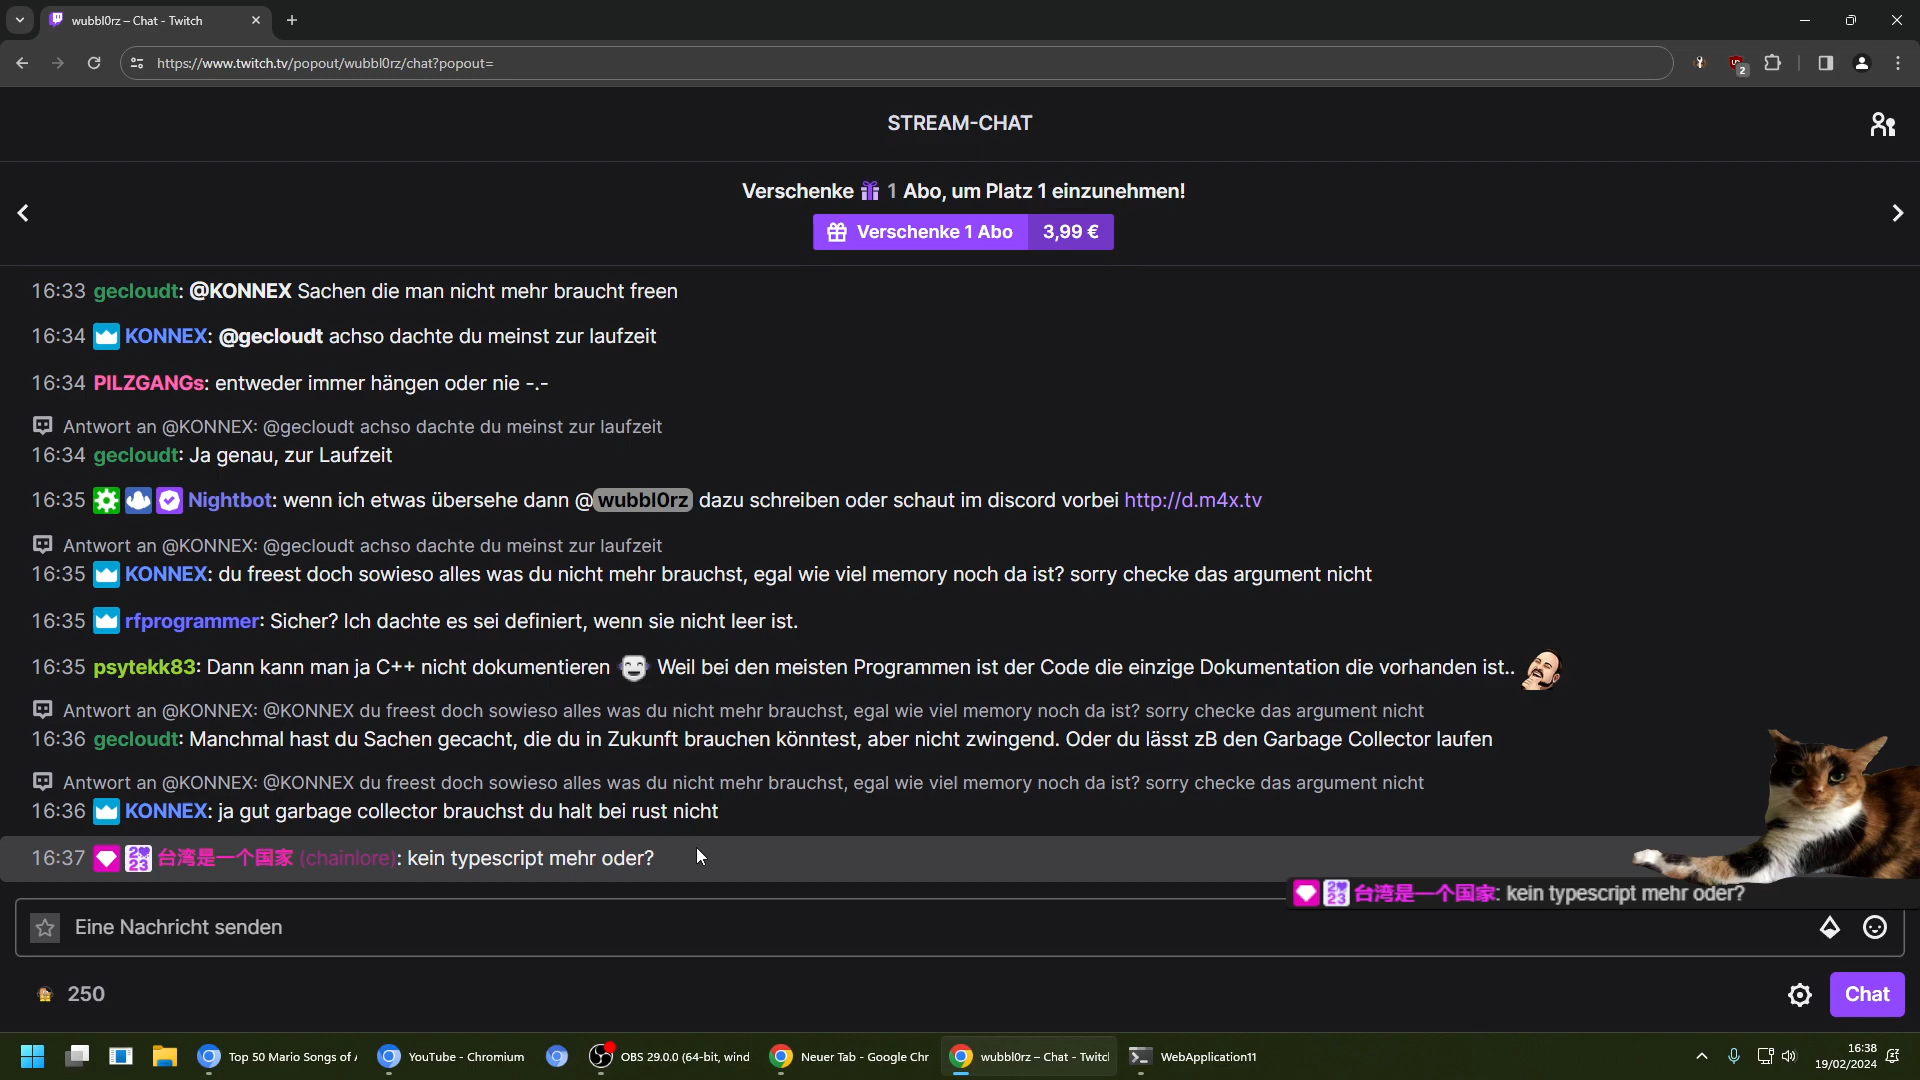 wubbl0rz – Chat - Twitch
https://www.twitch.tv/popout/wubbl0rz/chat?popout=
2
STREAM-CHAT
Verschenke 1 Abo, um Platz 1 einzunehmen!
Verschenke 1 Abo 3,99 €
16:33 gecloudt: @KONNEX Sachen die man nicht mehr braucht freen
16:34 KONNEX: @gecloudt achso dachte du meinst zur laufzeit
16:34 PILZGANGs: entweder immer hängen oder nie -.-
Antwort an @KONNEX: @gecloudt achso dachte du meinst zur laufzeit
16:34 gecloudt: Ja genau, zur Laufzeit
16:35 Nightbot: wenn ich etwas übersehe dann @wubbl0rz dazu schreiben oder schaut im discord vorbei http://d.m4x.tv
Antwort an @KONNEX: @gecloudt achso dachte du meinst zur laufzeit
16:35 KONNEX: du freest doch sowieso alles was du nicht mehr brauchst, egal wie viel memory noch da ist? sorry checke das argument nicht
16:35 rfprogrammer: Sicher? Ich dachte es sei definiert, wenn sie nicht leer ist.
16:35 psytekk83: Dann kann man ja C++ nicht dokumentieren Weil bei den meisten Programmen ist der Code die einzige Dokumentation die vorhanden ist..
Antwort an @KONNEX: @KONNEX du freest doch sowieso alles was du nicht mehr brauchst, egal wie viel memory noch da ist? sorry checke das argument nicht
16:36 gecloudt: Manchmal hast du Sachen gecacht, die du in Zukunft brauchen könntest, aber nicht zwingend. Oder du lässt zB den Garbage Collector laufen
Antwort an @KONNEX: @KONNEX du freest doch sowieso alles was du nicht mehr brauchst, egal wie viel memory noch da ist? sorry checke das argument nicht
16:36 KONNEX: ja gut garbage collector brauchst du halt bei rust nicht
16:37 2023 台湾是一个国家 (chainlore): kein typescript mehr oder?
2023 台湾是一个国家: kein typescript mehr oder?
Eine Nachricht senden
250
Chat
Top 50 Mario Songs of
YouTube - Chromium
OBS 29.0.0 (64-bit, wind
Neuer Tab - Google Chr
wubbl0rz – Chat - Twitc
WebApplication11
16:38
19/02/2024